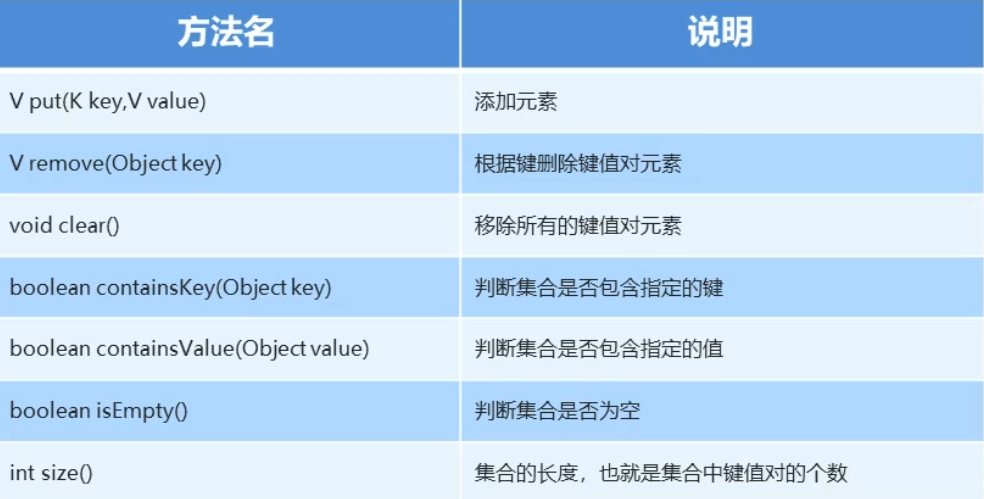 方法名 说明
V put(K key,V value) 添加元素
V remove(Object key) 根据键删除键值对元素
void clear() 移除所有的键值对元素
boolean containsKey(Object key) 判断集合是否包含指定的键
boolean containsValue(Object value) 判断集合是否包含指定的值
boolean isEmpty() 判断集合是否为空
int size() 集合的长度，也就是集合中键值对的个数